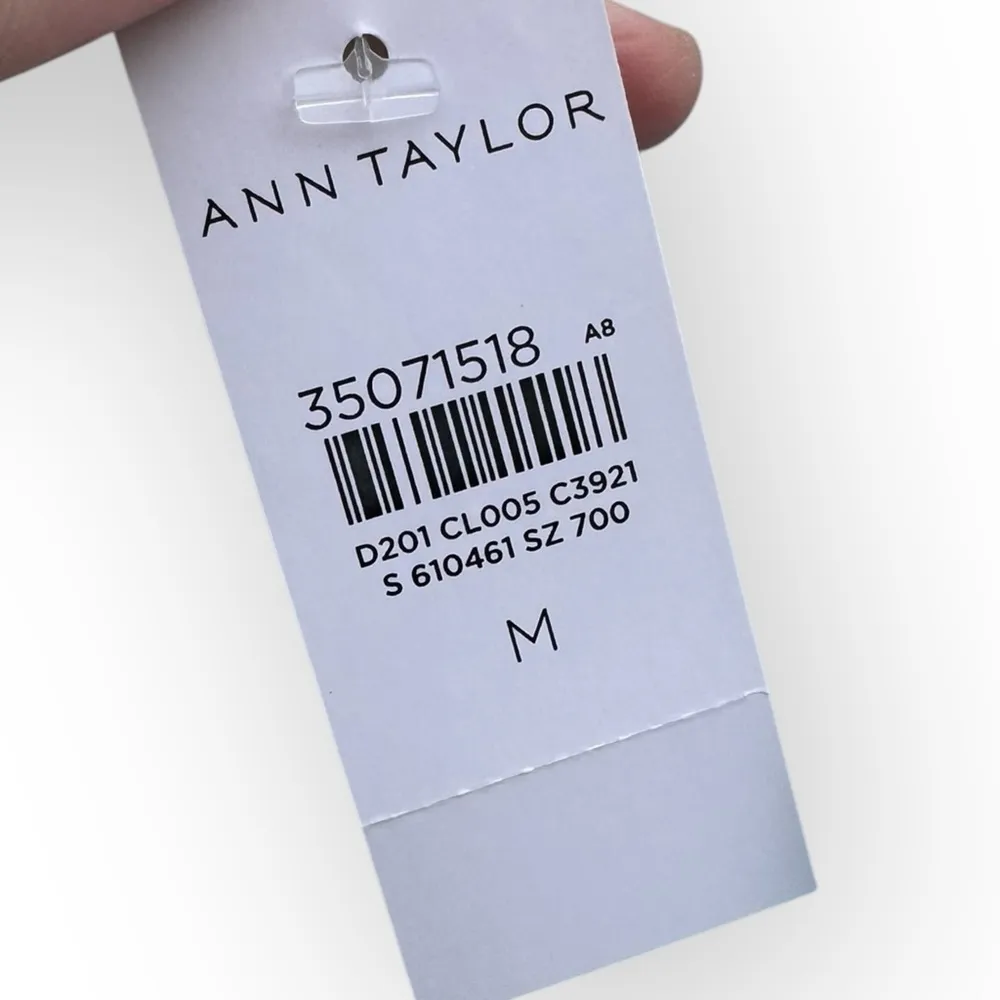 ANN TAYLOR
35071518 A8
D201 CL005 C3921
S 610461 SZ 700
M